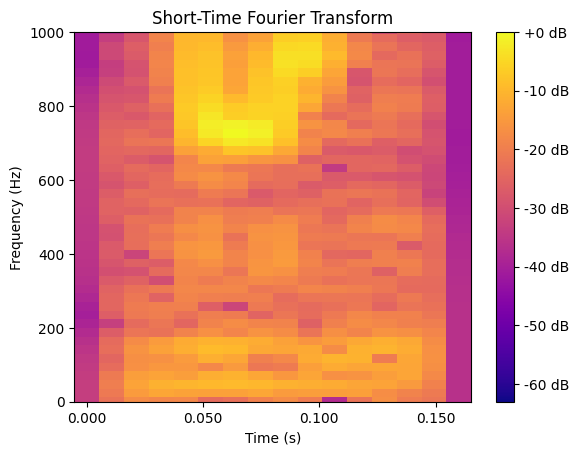 Short-Time Fourier Transform
1000
800
600
400
200
0
Frequency (Hz)
0.000
0.050
0.100
0.150
Time (s)
+0 dB
-10 dB
-20 dB
-30 dB
-40 dB
-50 dB
-60 dB